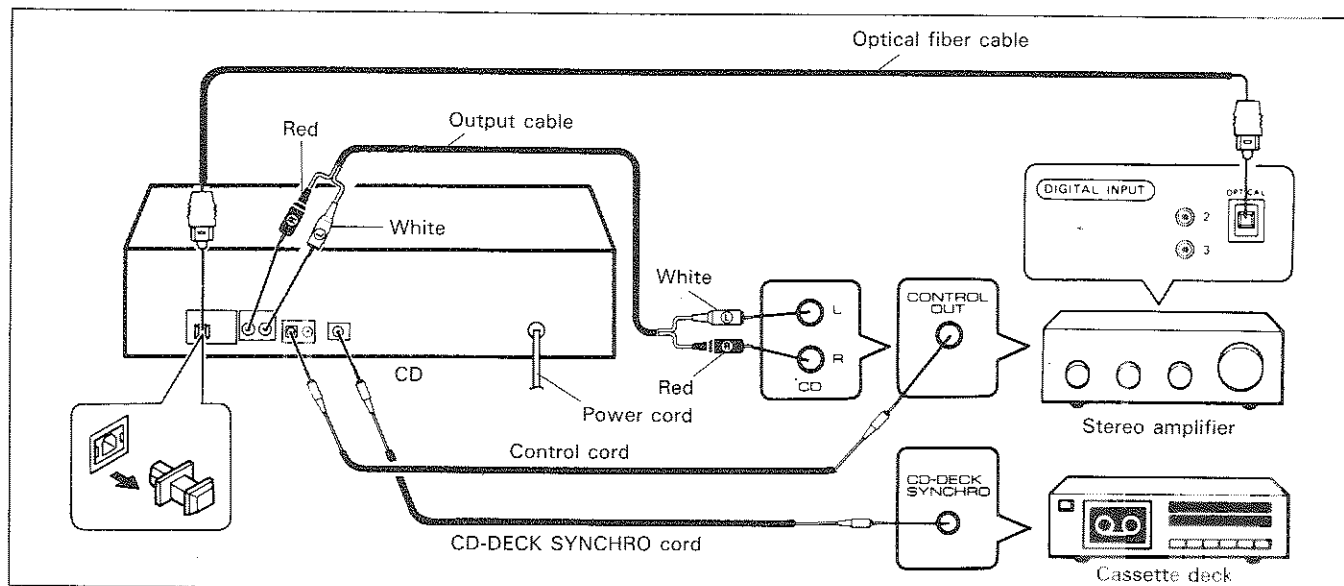 Optical fiber cable
Output cable
Red
White
DIGITAL INPUT
OPTICAL
2
3
White
L
L
R
R
CD
Red
CONTROL
OUT
CD
Power cord
Stereo amplifier
Control cord
CD-DECK
SYNCHRO
CD-DECK SYNCHRO cord
Cassette deck